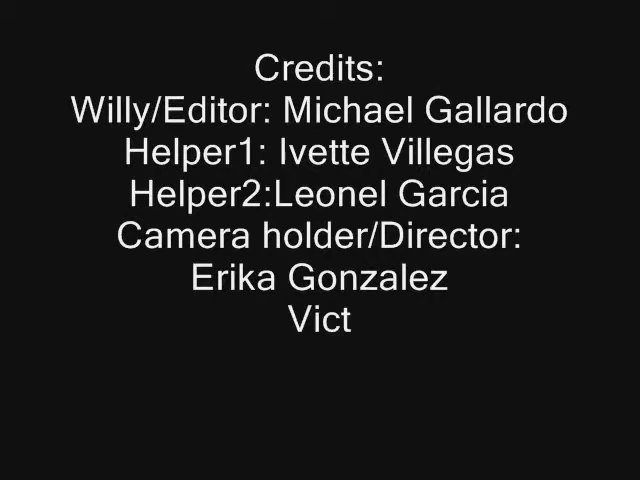 Credits:
Willy/Editor: Michael Gallardo
Helper1: Ivette Villegas
Helper2:Leonel Garcia
Camera holder/Director:
Erika Gonzalez
Vict